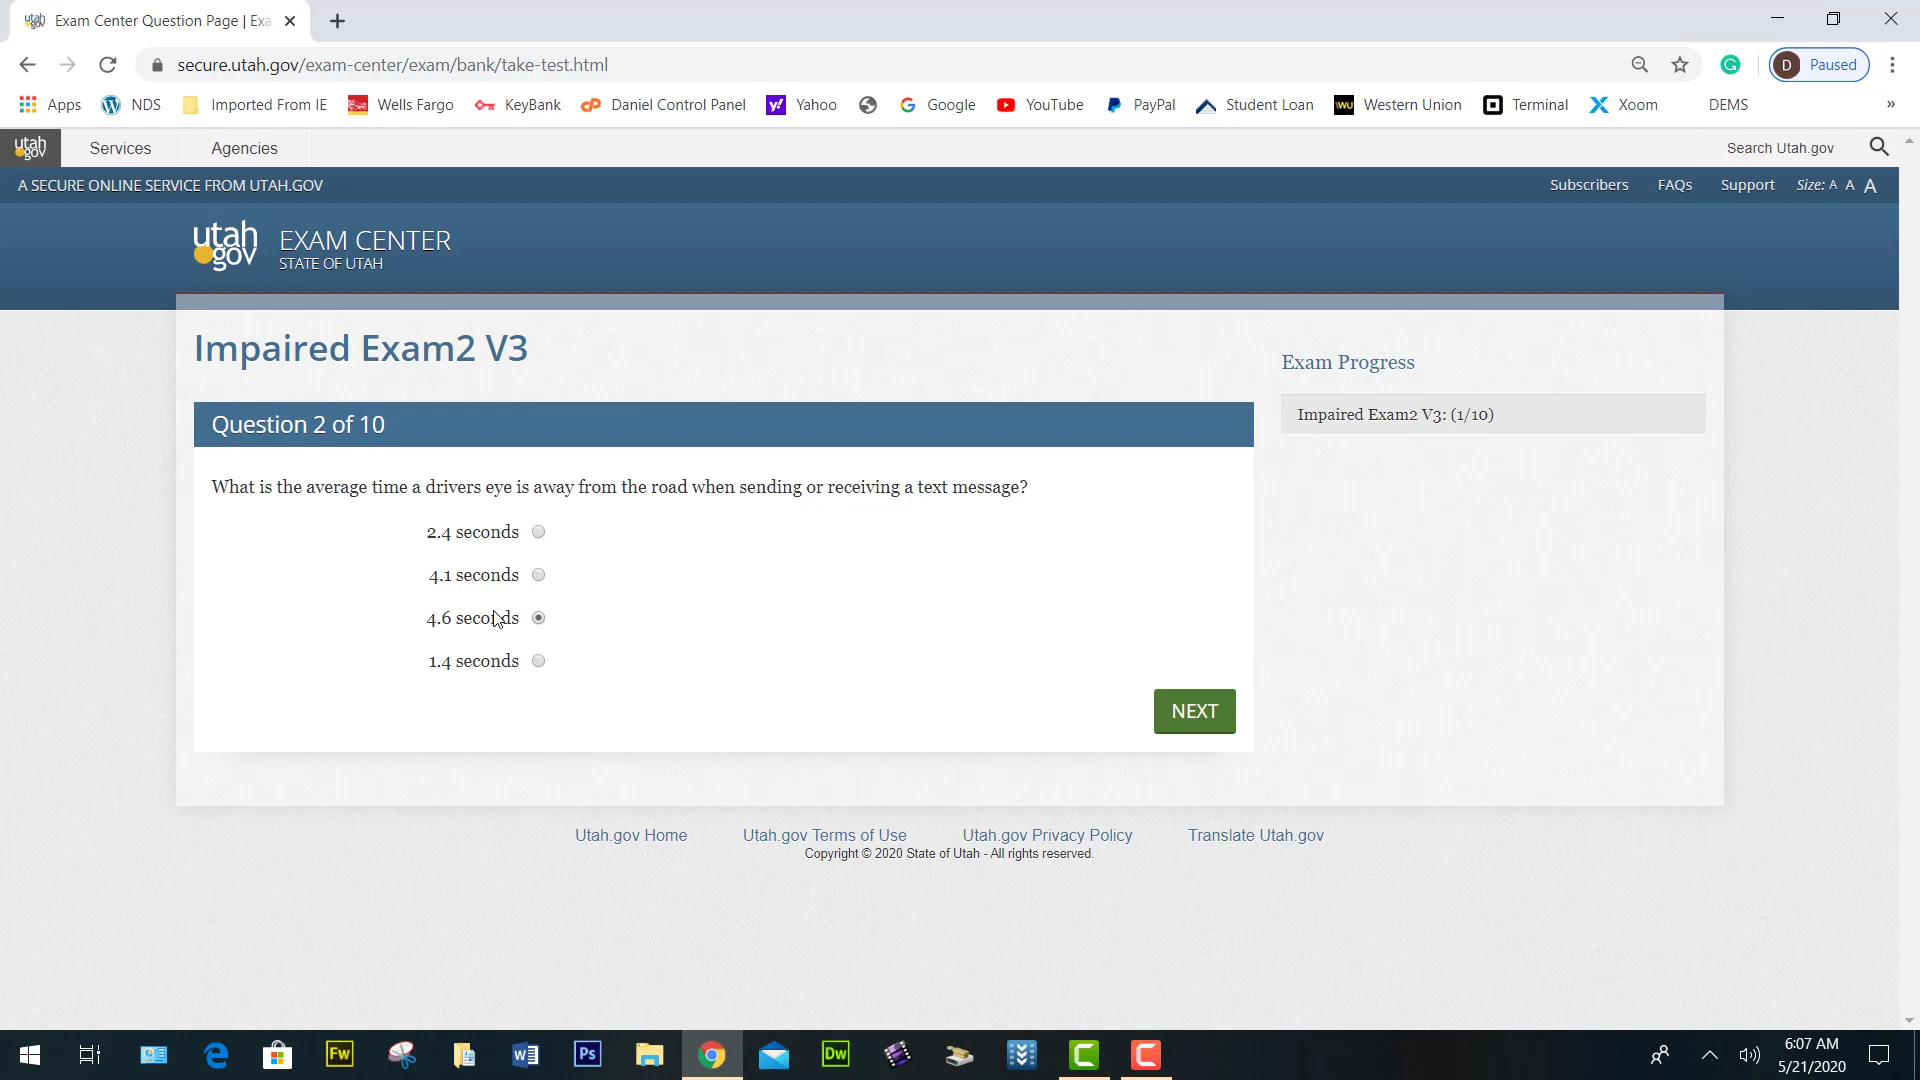 Exam Center Question Page | Exa
secure.utah.gov/exam-center/exam/bank/take-test.html
D Paused
Apps NDS Imported From IE Wells Fargo KeyBank Daniel Control Panel Yahoo Google YouTube PayPal Student Loan Western Union Terminal Xoom DEMS »
utah gov Services Agencies Search Utah.gov
A SECURE ONLINE SERVICE FROM UTAH.GOV Subscribers FAQs Support Size: A A A
utah gov EXAM CENTER
STATE OF UTAH
Impaired Exam2 V3
Exam Progress
Impaired Exam2 V3: (1/10)
Question 2 of 10
What is the average time a drivers eye is away from the road when sending or receiving a text message?
2.4 seconds
4.1 seconds
4.6 seconds
1.4 seconds
NEXT
Utah.gov Home Utah.gov Terms of Use Utah.gov Privacy Policy Translate Utah.gov
Copyright © 2020 State of Utah - All rights reserved.
Fw Ps Dw
6:07 AM
5/21/2020